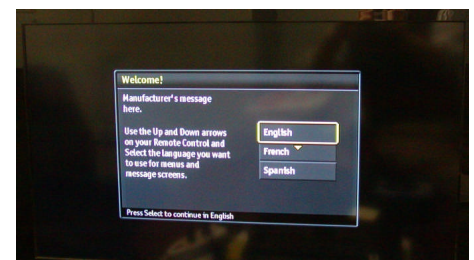 Welcome!
Manufacturer's message
here.
Use the Up and Down arrows
on your Remote Control and
Select the language you want
to use for menus and
message screens.
English
French
Spanish
Press Select to continue in English